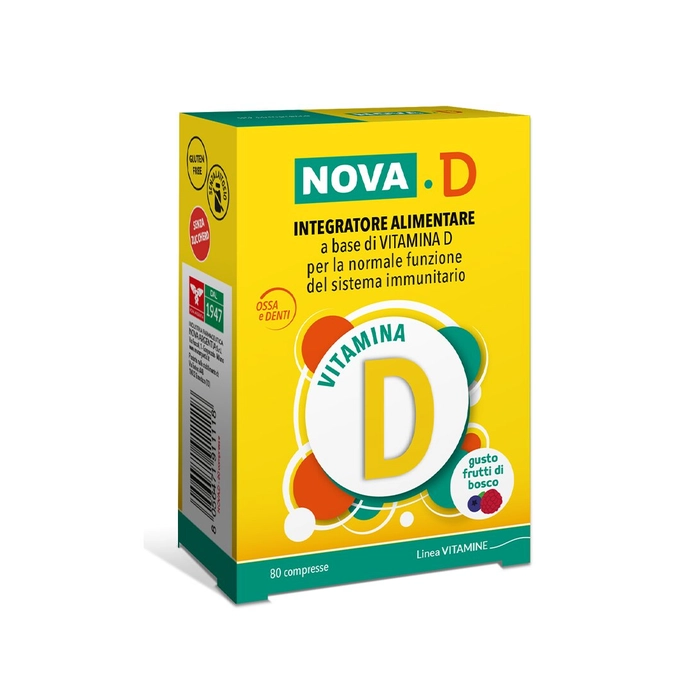 NOVA . D
INTEGRATORE ALIMENTARE
a base di VITAMINA D
per la normale funzione
del sistema immunitario
OSSA
e DENTI
VITAMINA
D
gusto
frutti di
bosco
Linea VITAMINE
80 compresse
GLUTEN
FREE
SENZA
ZUCCHERO
DAL
1947